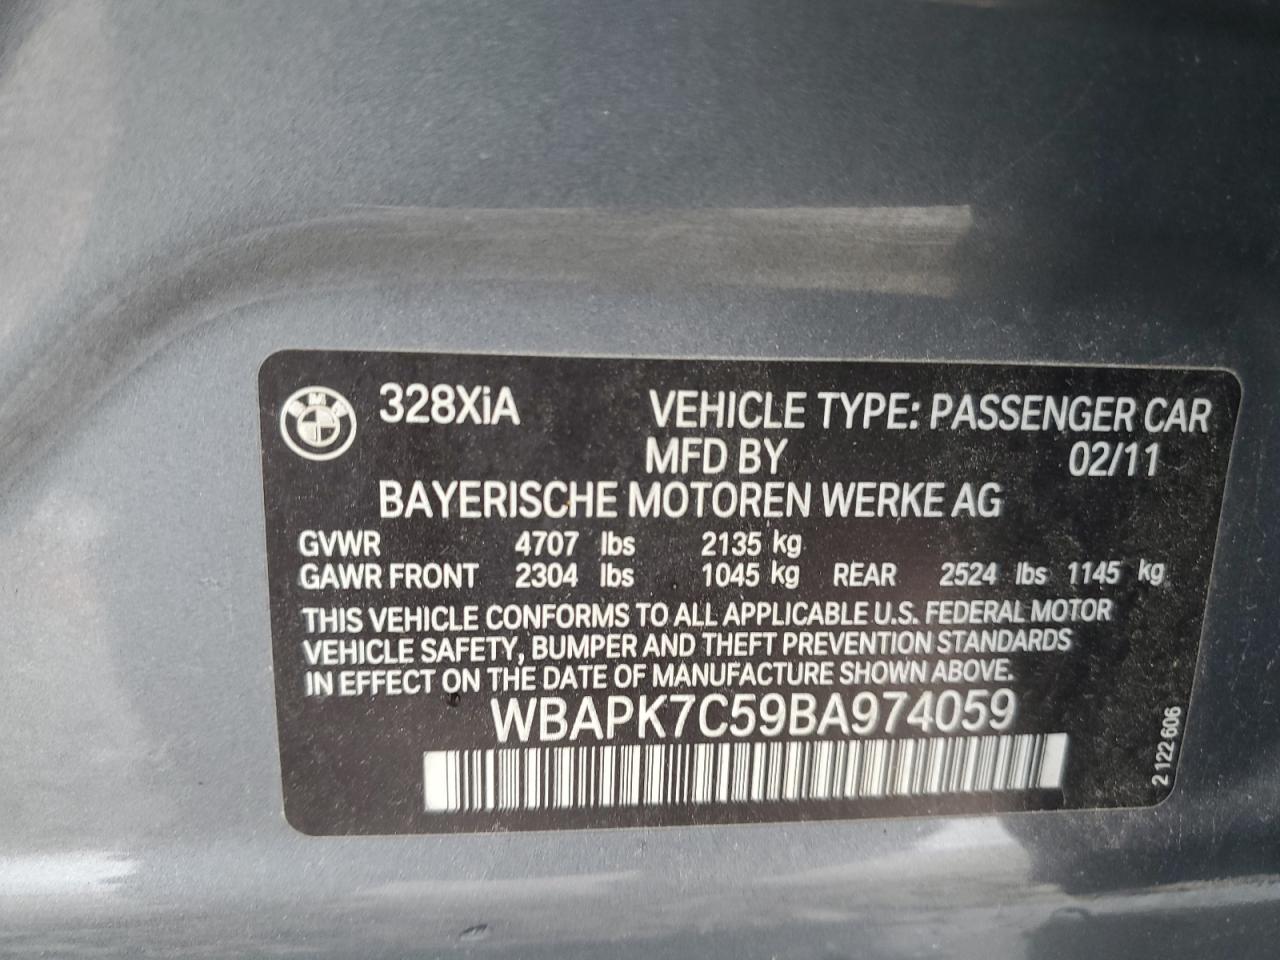 BMW 328XiA VEHICLE TYPE: PASSENGER CAR
MFD BY 02/11
BAYERISCHE MOTOREN WERKE AG
GVWR 4707 lbs 2135 kg
GAWR FRONT 2304 lbs 1045 kg REAR 2524 lbs 1145 kg
THIS VEHICLE CONFORMS TO ALL APPLICABLE U.S. FEDERAL MOTOR
VEHICLE SAFETY, BUMPER AND THEFT PREVENTION STANDARDS
IN EFFECT ON THE DATE OF MANUFACTURE SHOWN ABOVE.
WBAPK7C59BA974059
2 122 606